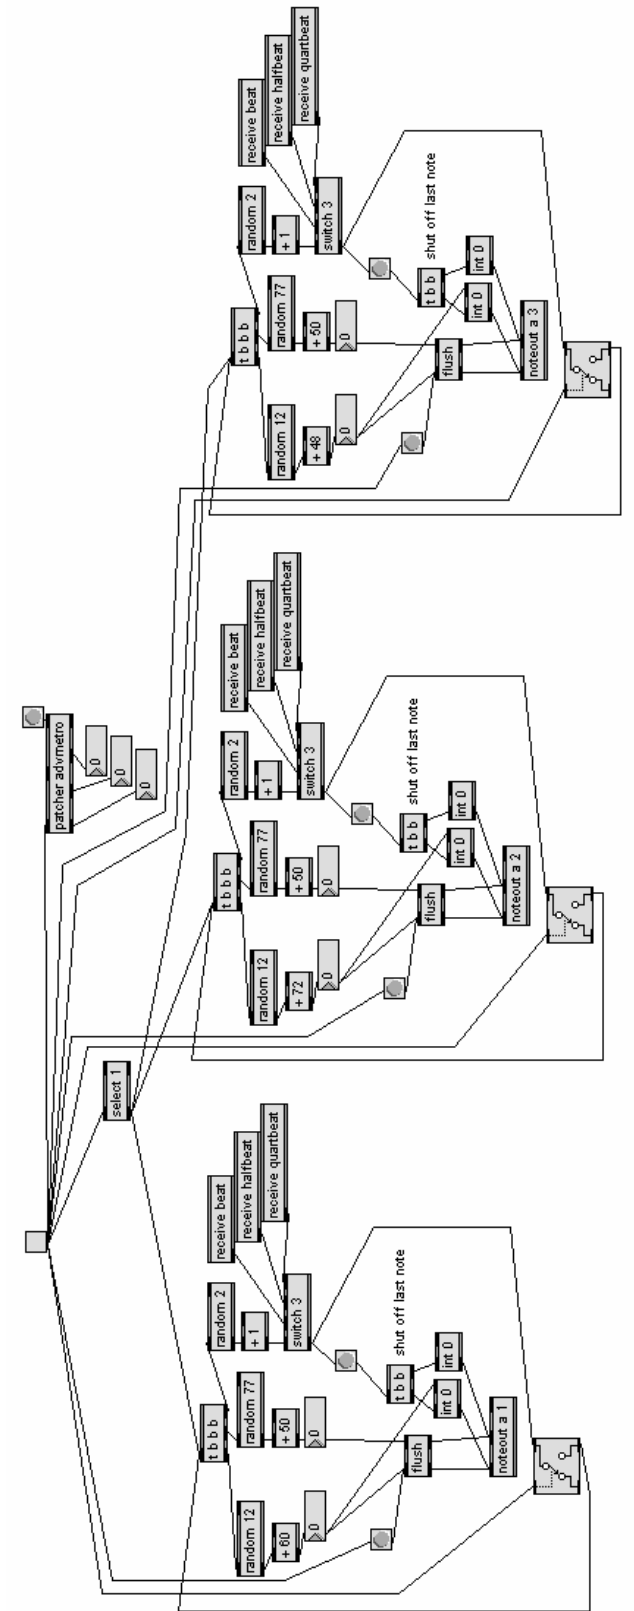 patcher advmetro
0
0
0
select 1
t b b b
random 12
random 77
random 2
receive beat
receive halfbeat
receive quartbeat
+ 60
+ 50
+ 1
0
0
switch 3
shut off last note
t b b
flush
int 0
int 0
noteout a 1
t b b b
random 12
random 77
random 2
receive beat
receive halfbeat
receive quartbeat
+ 72
+ 50
+ 1
0
0
switch 3
shut off last note
t b b
flush
int 0
int 0
noteout a 2
t b b b
random 12
random 77
random 2
receive beat
receive halfbeat
receive quartbeat
+ 48
+ 50
+ 1
0
0
switch 3
shut off last note
t b b
flush
int 0
int 0
noteout a 3